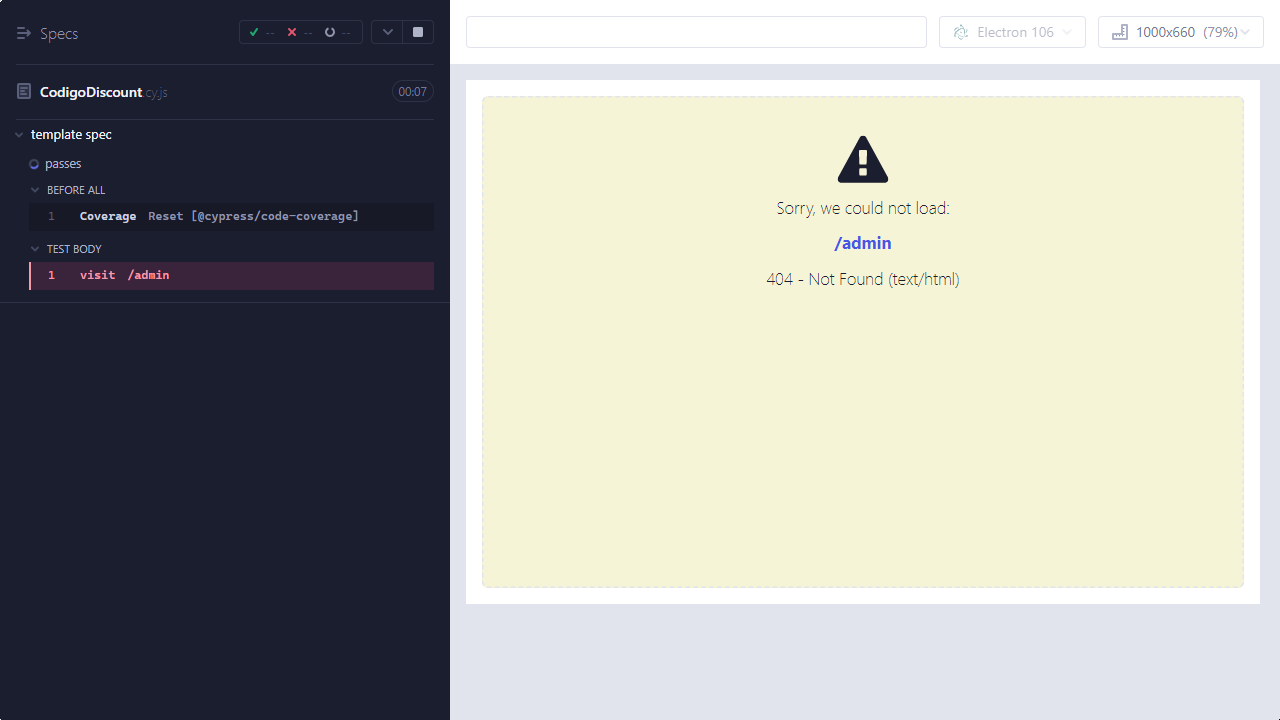 Specs
-- -- --
CodigoDiscount.cy.js 00:07
template spec
passes
BEFORE ALL
1 Coverage Reset [@cypress/code-coverage]
TEST BODY
1 visit /admin
Electron 106
1000x660 (79%)
Sorry, we could not load:
/admin
404 - Not Found (text/html)